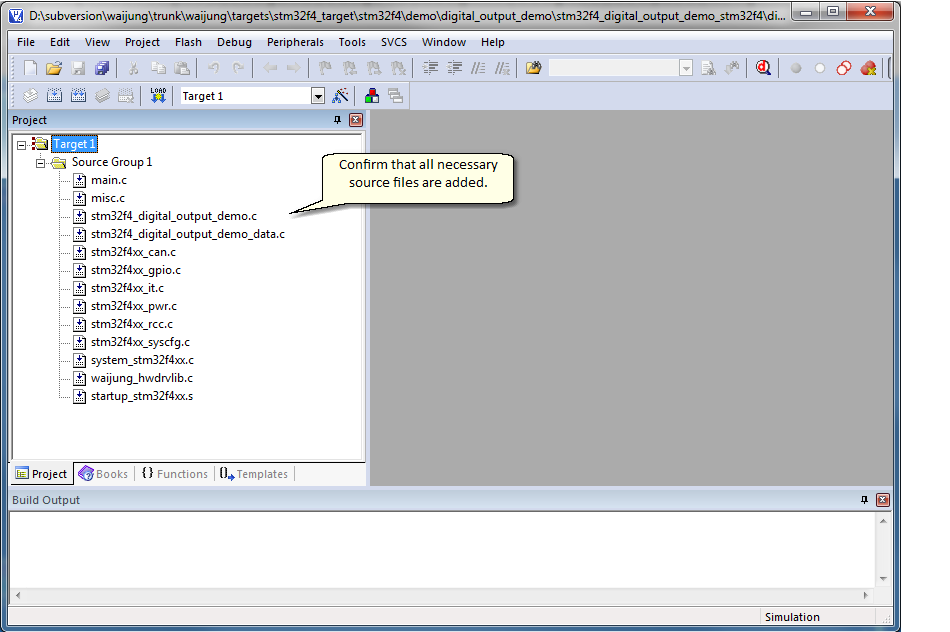 D:\subversion\waijung\trunk\waijung\targets\stm32f4_target\stm32f4\demo\digital_output_demo\stm32f4_digital_output_demo_stm32f4\di...
File Edit View Project Flash Debug Peripherals Tools SVCS Window Help
LOAD Target 1
Project
Target 1
Source Group 1
main.c
misc.c
stm32f4_digital_output_demo.c
stm32f4_digital_output_demo_data.c
stm32f4xx_can.c
stm32f4xx_gpio.c
stm32f4xx_it.c
stm32f4xx_pwr.c
stm32f4xx_rcc.c
stm32f4xx_syscfg.c
system_stm32f4xx.c
waijung_hwdrvlib.c
startup_stm32f4xx.s
Confirm that all necessary
source files are added.
Project Books {} Functions 0 Templates
Build Output
Simulation